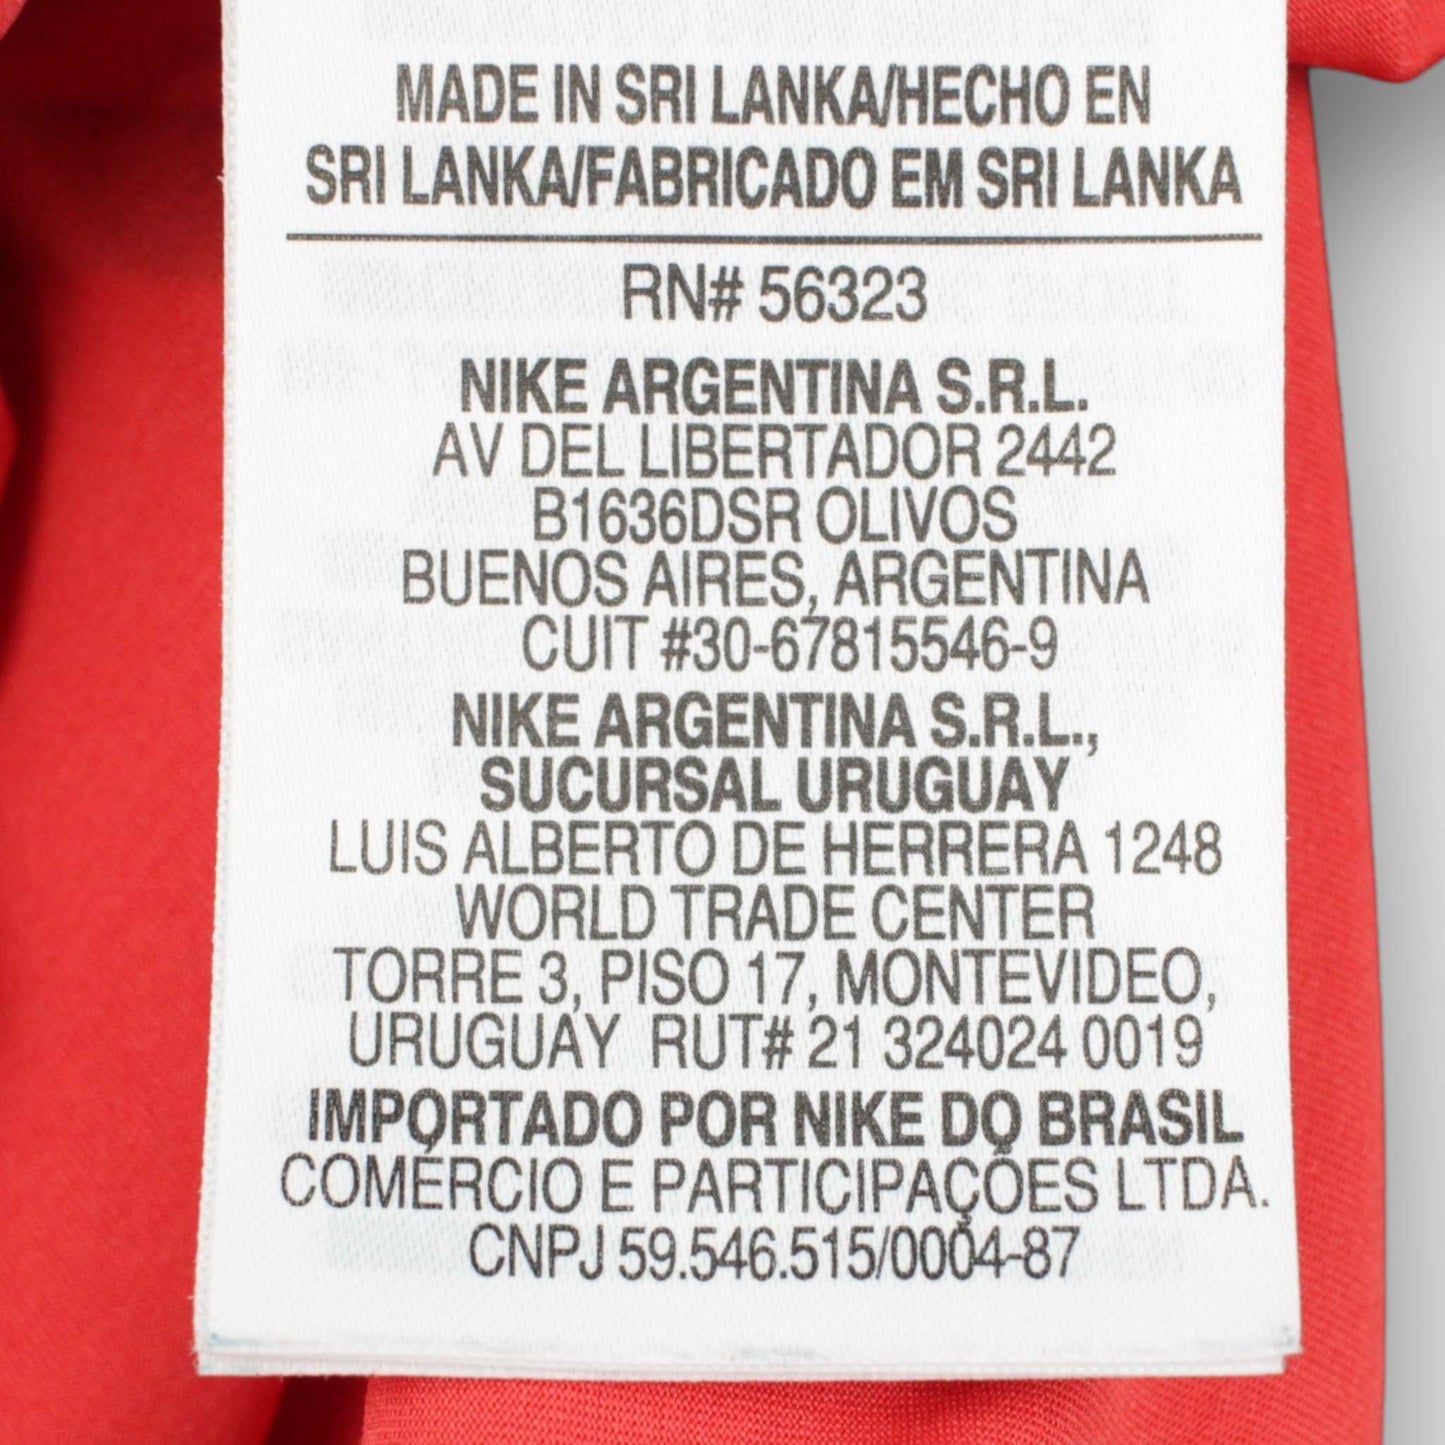 MADE IN SRI LANKA/HECHO EN
SRI LANKA/FABRICADO EM SRI LANKA
RN# 56323
NIKE ARGENTINA S.R.L.
AV DEL LIBERTADOR 2442
B1636DSR OLIVOS
BUENOS AIRES, ARGENTINA
CUIT #30-67815546-9
NIKE ARGENTINA S.R.L.,
SUCURSAL URUGUAY
LUIS ALBERTO DE HERRERA 1248
WORLD TRADE CENTER
TORRE 3, PISO 17, MONTEVIDEO,
URUGUAY RUT# 21 324024 0019
IMPORTADO POR NIKE DO BRASIL
COMÉRCIO E PARTICIPAÇÕES LTDA.
CNPJ 59.546.515/0004-87